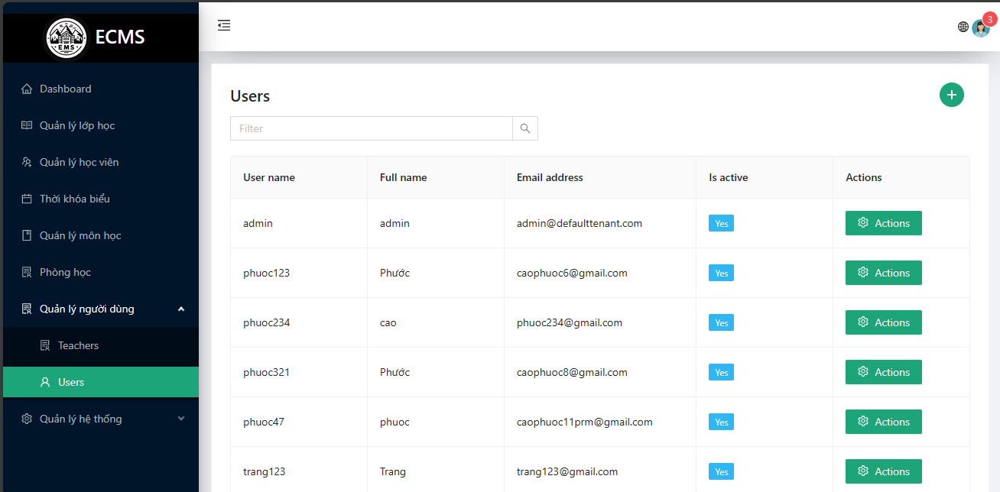 ECMS
EMS
3
Dashboard
Quản lý lớp học
Quản lý học viên
Thời khóa biểu
Quán lý môn học
Phòng học
Quản lý người dùng
Teachers
Users
Quản lý hệ thống
Users
Filter
User name Full name Email address Is active Actions
admin admin admin@defaulttenant.com Yes Actions
phuoc123 Phước caophuoc6@gmail.com Yes Actions
phuoc234 cao phuoc234@gmail.com Yes Actions
phuoc321 Phước caophuoc8@gmail.com Yes Actions
phuoc47 phuoc caophuoc11prm@gmail.com Yes Actions
trang123 Trang trang123@gmail.com Yes Actions